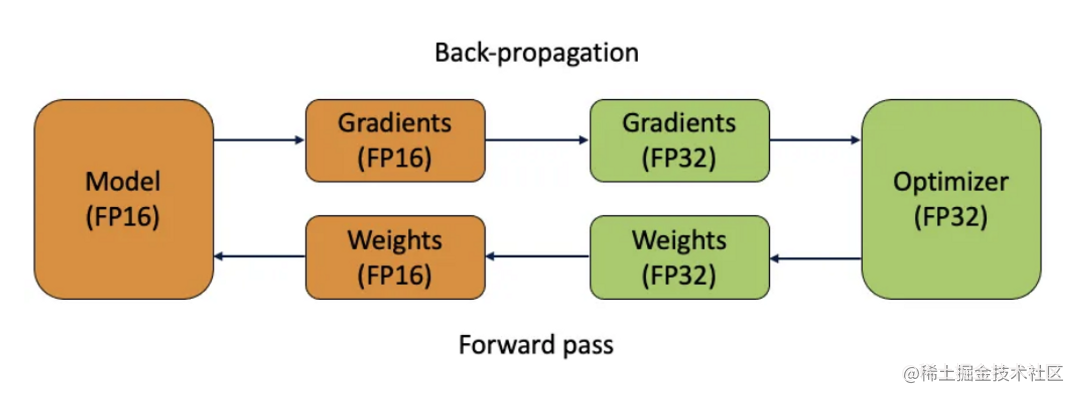 Back-propagation
Model
(FP16)
Gradients
(FP16)
Gradients
(FP32)
Optimizer
(FP32)
Weights
(FP16)
Weights
(FP32)
Forward pass
@稀土掘金技术社区